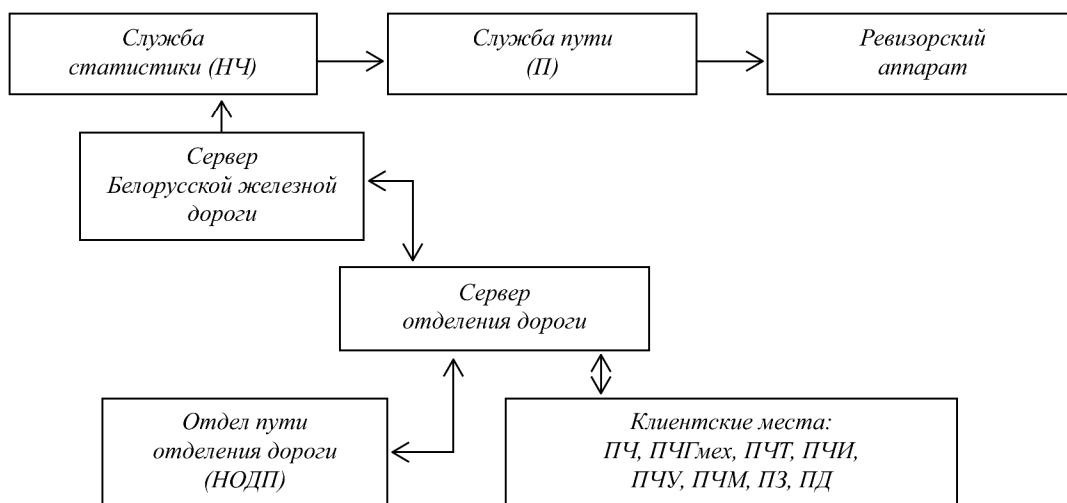 Служба
статистики (НЧ)
Служба пути
(П)
Ревизорский
аппарат
Сервер
Белорусской железной
дороги
Сервер
отделения дороги
Отдел пути
отделения дороги
(НОДП)
Клиентские места:
ПЧ, ПЧГмех, ПЧТ, ПЧИ,
ПЧУ, ПЧМ, ПЗ, ПД